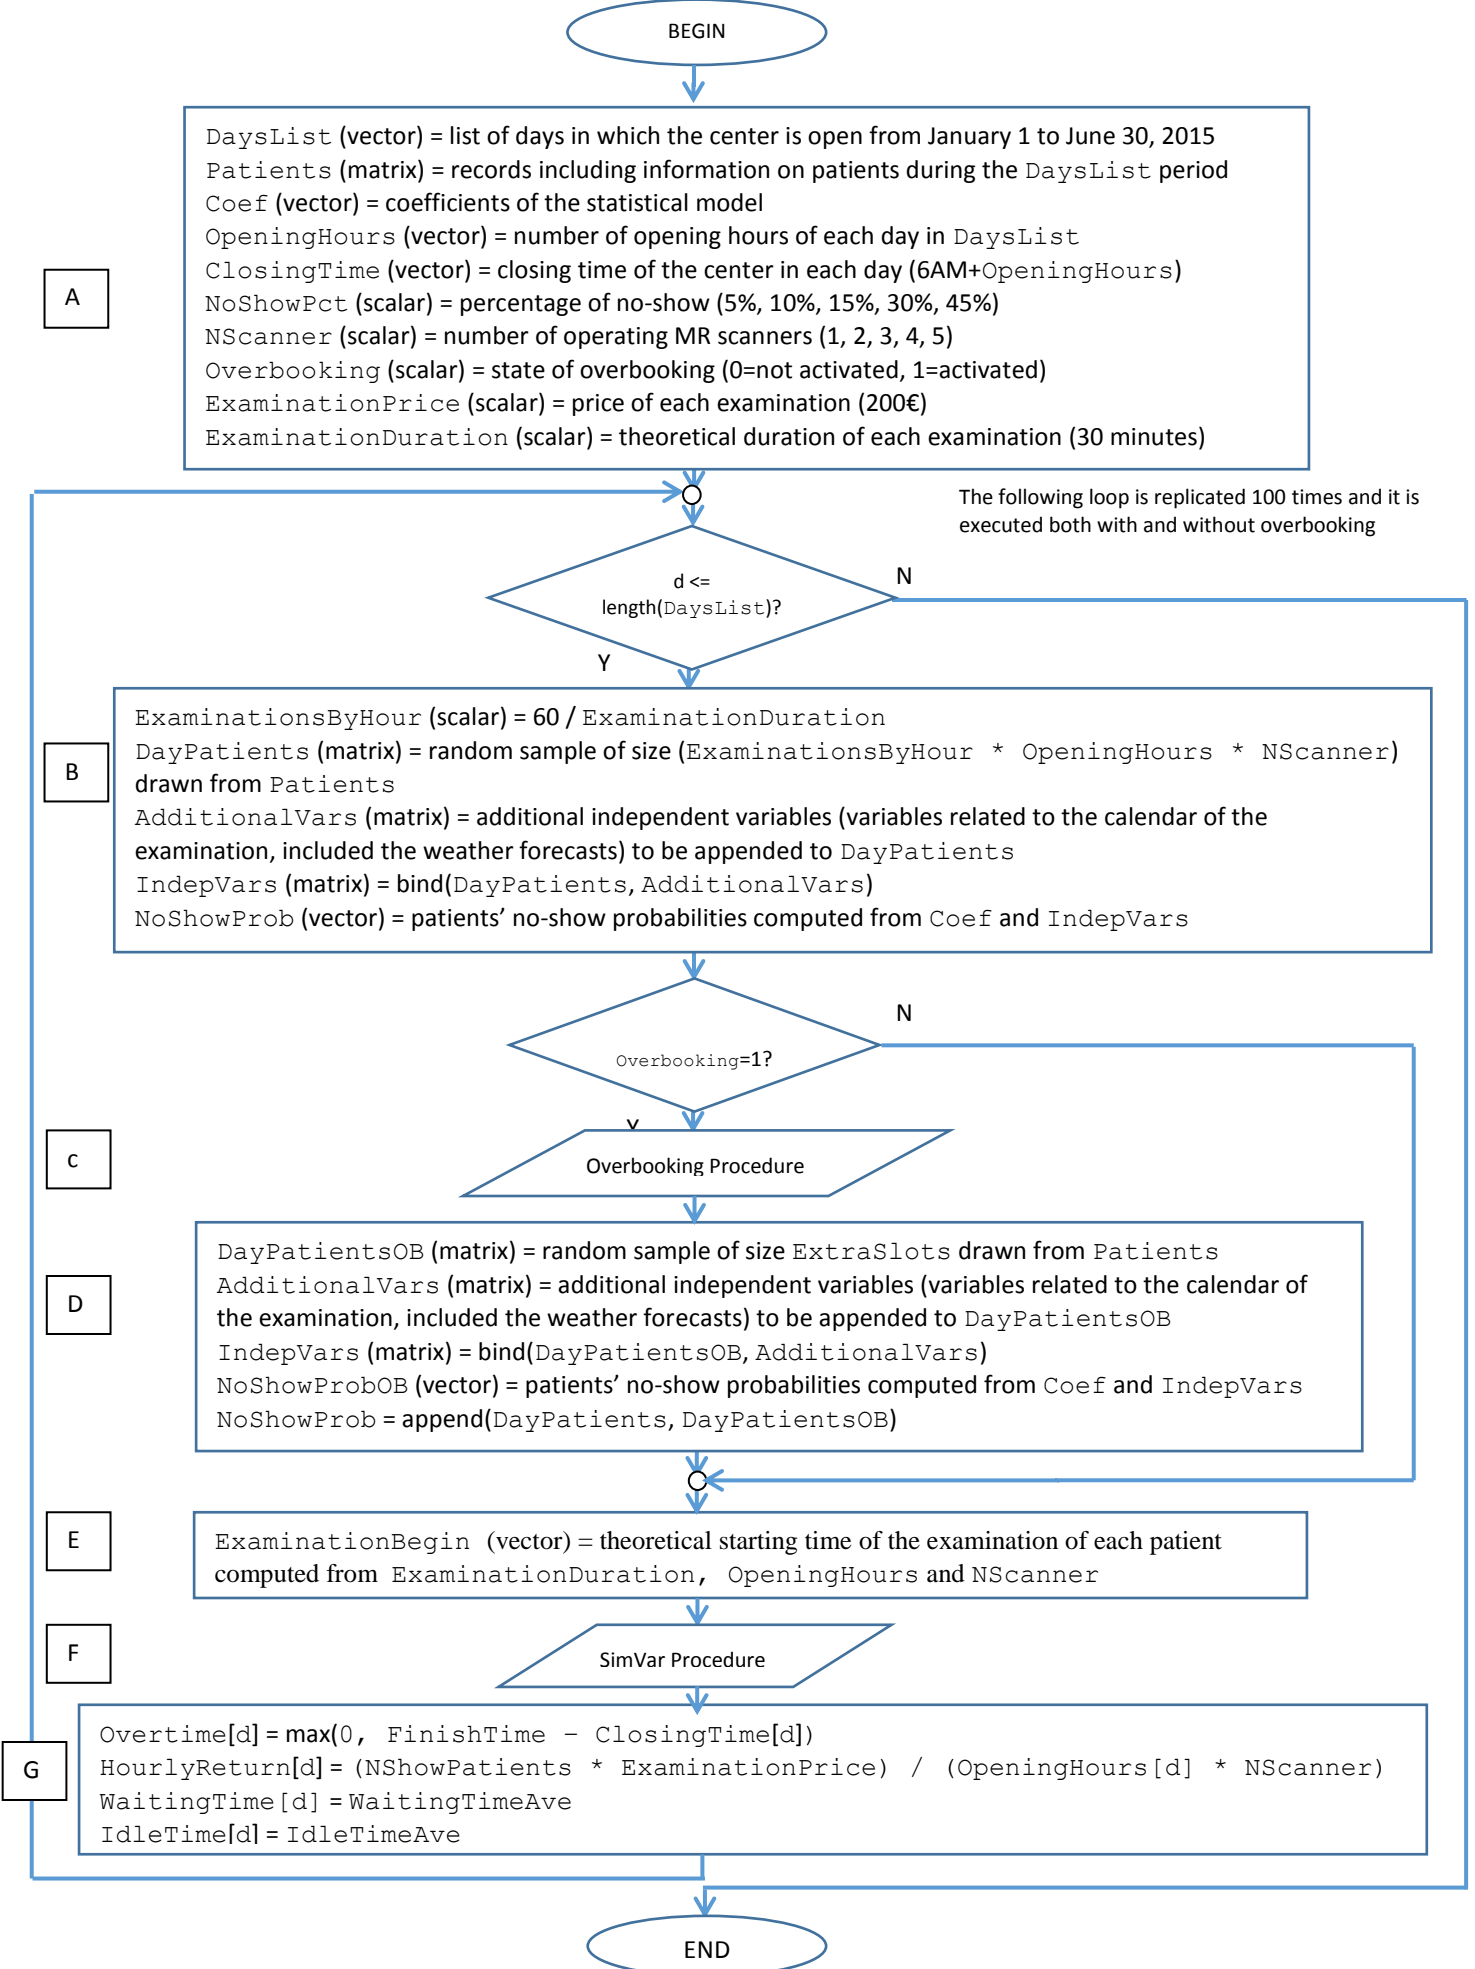 BEGIN
DaysList (vector) = list of days in which the center is open from January 1 to June 30, 2015
Patients (matrix) = records including information on patients during the DaysList period
Coef (vector) = coefficients of the statistical model
OpeningHours (vector) = number of opening hours of each day in DaysList
ClosingTime (vector) = closing time of the center in each day (6AM+OpeningHours)
A
NoShowPct (scalar) = percentage of no-show (5%, 10%, 15%, 30%, 45%)
NScanner (scalar) = number of operating MR scanners (1, 2, 3, 4, 5)
Overbooking (scalar) = state of overbooking (0=not activated, 1=activated)
ExaminationPrice (scalar) = price of each examination (200€)
ExaminationDuration (scalar) = theoretical duration of each examination (30 minutes)
The following loop is replicated 100 times and it is
executed both with and without overbooking
d <=
length(DaysList)?
N
Y
ExaminationsByHour (scalar) = 60 / ExaminationDuration
B
DayPatients (matrix) = random sample of size (ExaminationsByHour * OpeningHours * NScanner)
drawn from Patients
AdditionalVars (matrix) = additional independent variables (variables related to the calendar of the
examination, included the weather forecasts) to be appended to DayPatients
IndepVars (matrix) = bind(DayPatients, AdditionalVars)
NoShowProb (vector) = patients’ no-show probabilities computed from Coef and IndepVars
N
Overbooking=1?
Y
c
Overbooking Procedure
DayPatientsOB (matrix) = random sample of size ExtraSlots drawn from Patients
D
AdditionalVars (matrix) = additional independent variables (variables related to the calendar of
the examination, included the weather forecasts) to be appended to DayPatientsOB
IndepVars (matrix) = bind(DayPatientsOB, AdditionalVars)
NoShowProbOB (vector) = patients’ no-show probabilities computed from Coef and IndepVars
NoShowProb = append(DayPatients, DayPatientsOB)
E
ExaminationBegin (vector) = theoretical starting time of the examination of each patient
computed from ExaminationDuration, OpeningHours and NScanner
F
SimVar Procedure
G
Overtime[d] = max(0, FinishTime – ClosingTime[d])
HourlyReturn[d] = (NShowPatients * ExaminationPrice) / (OpeningHours[d] * NScanner)
WaitingTime[d] = WaitingTimeAve
IdleTime[d] = IdleTimeAve
END